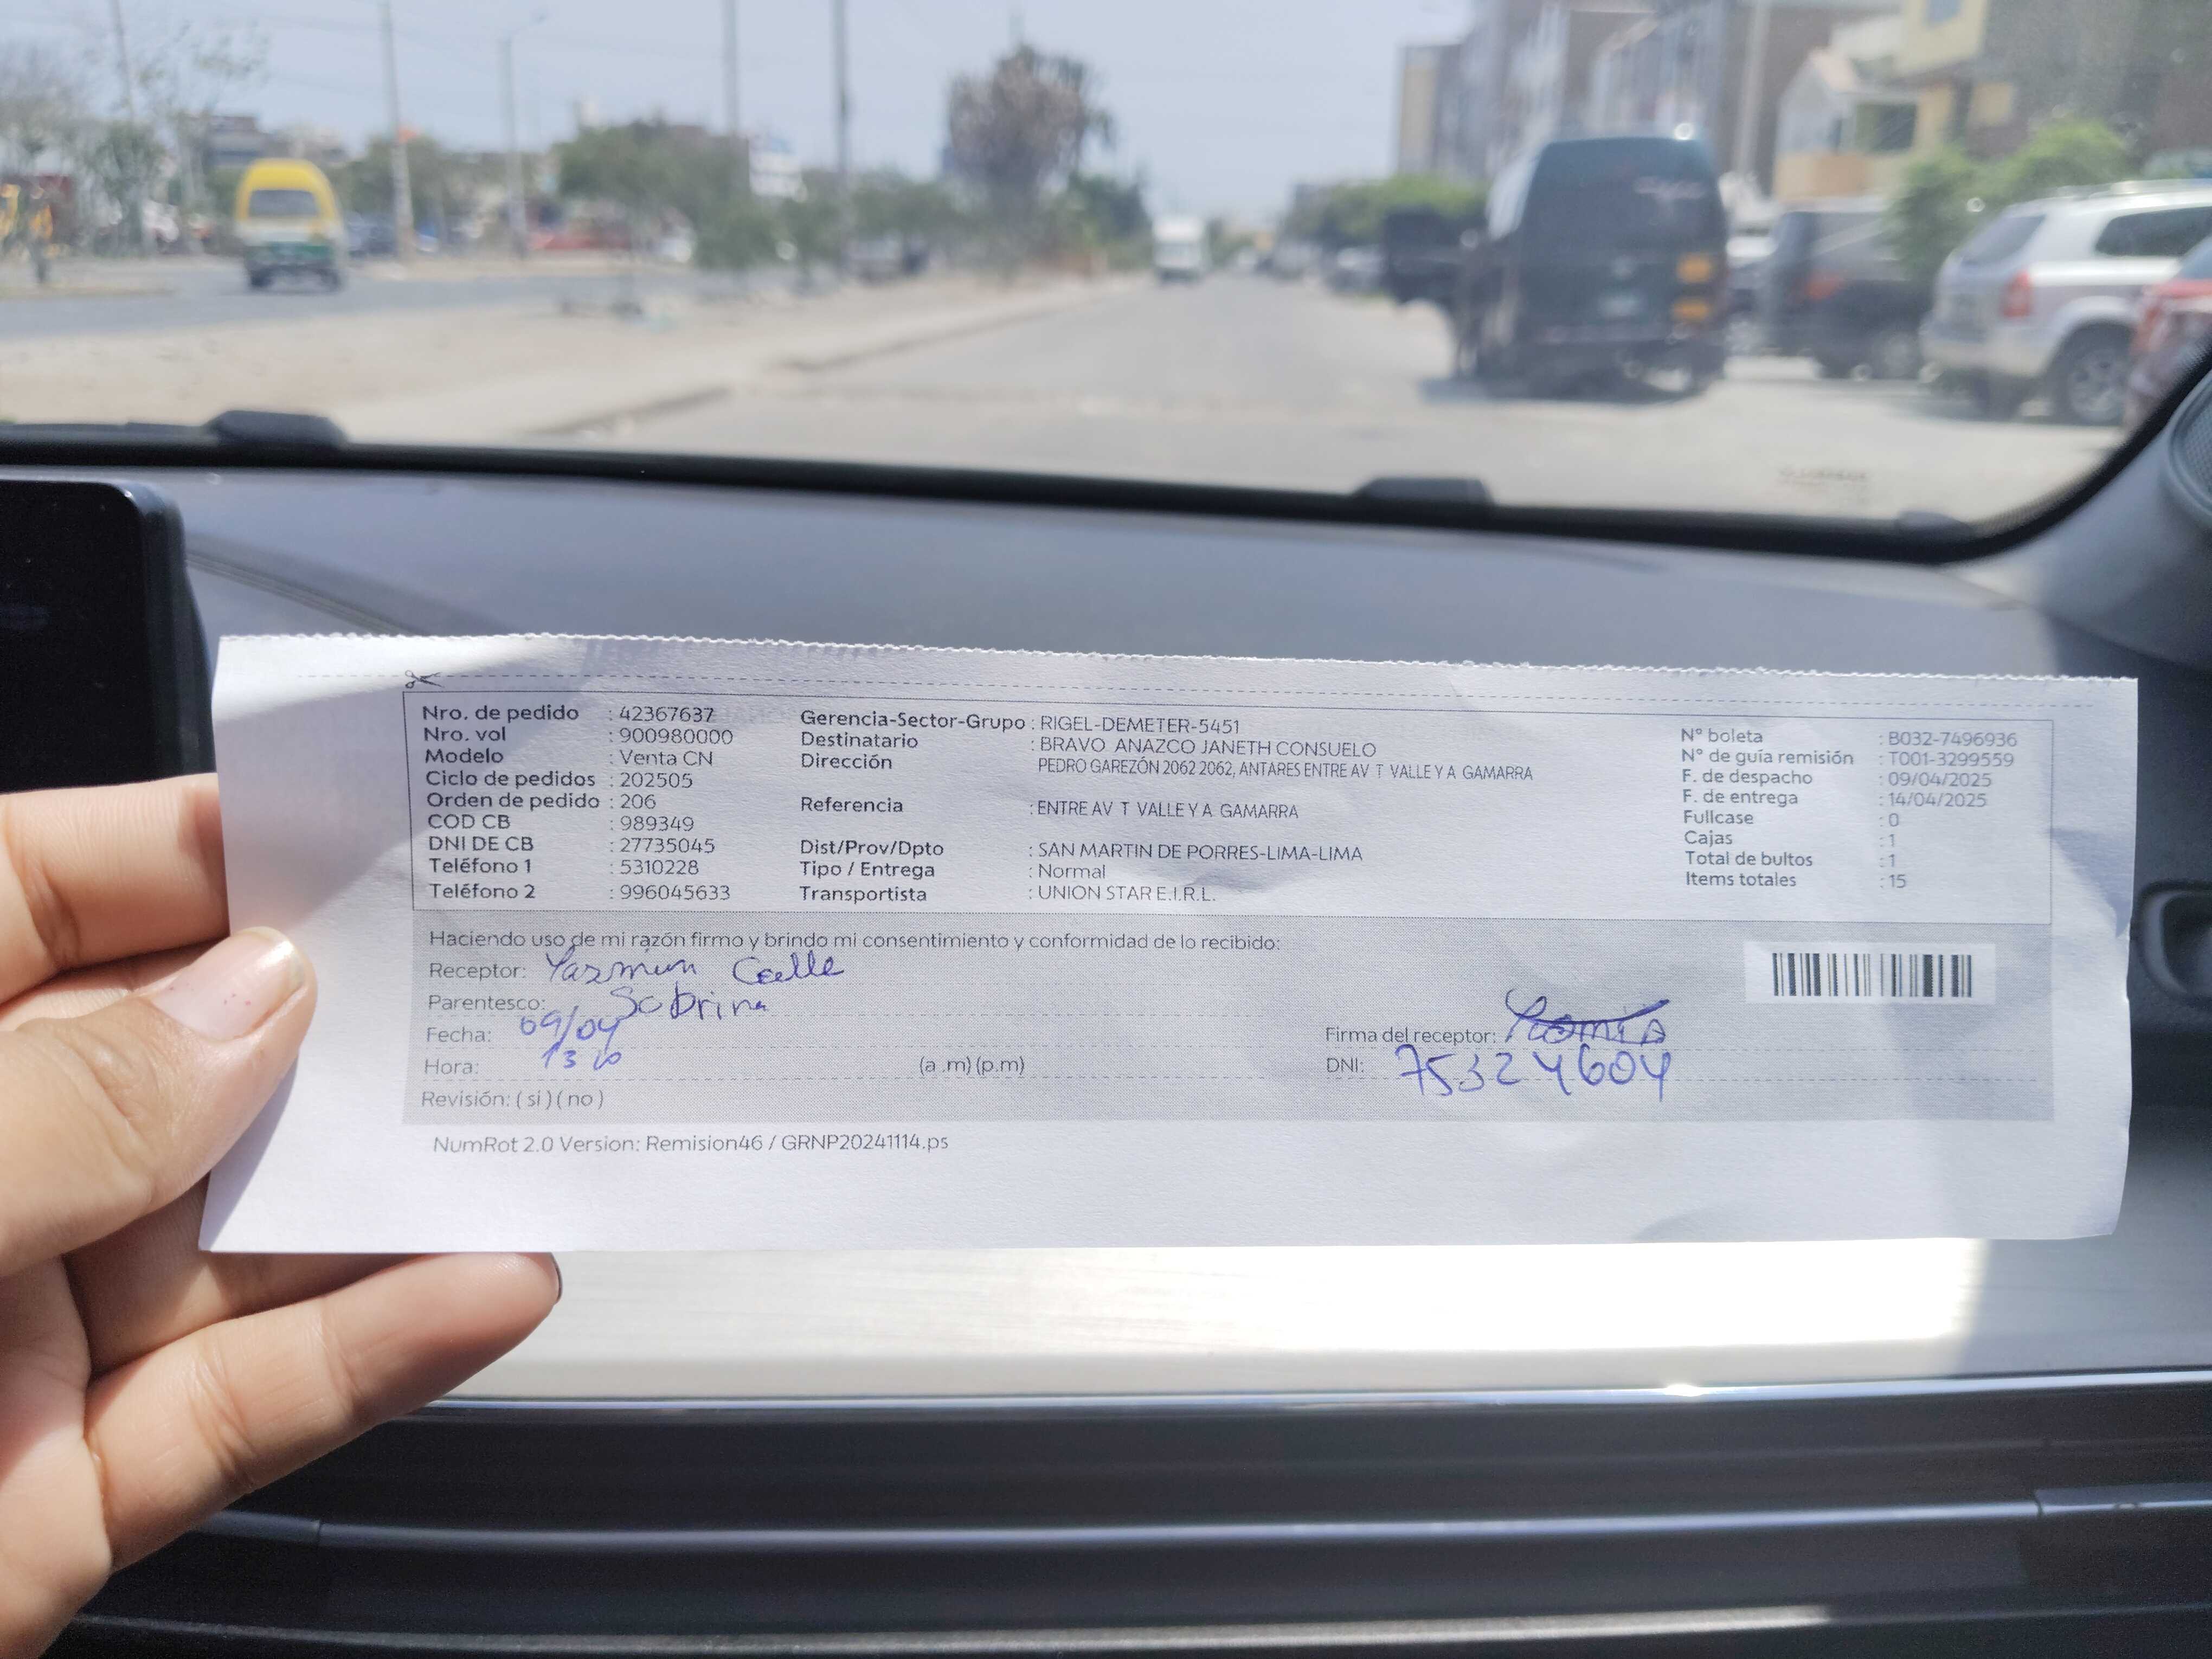 Nro. de pedido : 42367637
Nro. vol : 900980000
Modelo : Venta CN
Ciclo de pedidos : 202505
Orden de pedido : 206
COD CB : 989349
DNI DE CB : 27735045
Teléfono 1 : 5310228
Teléfono 2 : 996045633
Gerencia-Sector-Grupo : RIGEL-DEMETER-5451
Destinatario : BRAVO ANAZCO JANETH CONSUELO
Dirección PEDRO GAREZÓN 2062 2062, ANTARES ENTRE AV T VALLE Y A GAMARRA
Referencia : ENTRE AV T VALLE Y A GAMARRA
Dist/Prov/Dpto : SAN MARTIN DE PORRES-LIMA-LIMA
Tipo / Entrega : Normal
Transportista : UNION STAR E.I.R.L.
N° boleta : B032-7496936
N° de guía remisión : T001-3299559
F. de despacho : 09/04/2025
F. de entrega : 14/04/2025
Fullcase : 0
Cajas : 1
Total de bultos : 1
Items totales : 15
Haciendo uso de mi razón firmo y brindo mi consentimiento y conformidad de lo recibido:
Receptor: Yazmin Calle
Parentesco: Sobrina
Fecha: 09/04
Hora: 13 (a .m) (p.m)
Revisión: ( si ) ( no )
Firma del receptor:
DNI: 75324604
NumRot 2.0 Version: Remision46 / GRNP20241114.ps